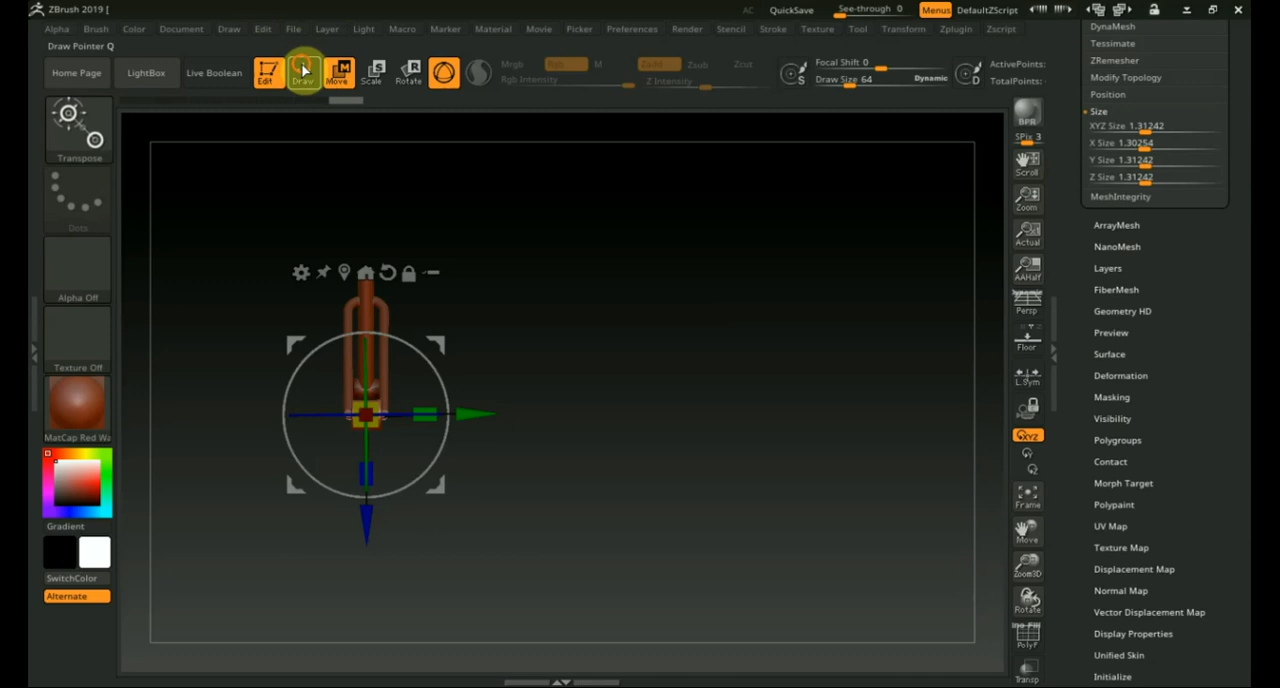 ZBrush 2019 [
AC QuickSave See-through 0 Menus DefaultZScript
Alpha Brush Color Document Draw Edit File Layer Light Macro Marker Material Movie Picker Preferences Render Stencil Stroke Texture Tool Transform Zplugin Zscript
Draw Pointer Q
Home Page LightBox Live Boolean Edit Draw Move Scale Rotate
Mrgb Rgb M Zadd Zsub Zcut
Rgb Intensity Z Intensity
Focal Shift 0
Draw Size 64 Dynamic
ActivePoints:
TotalPoints:
S
D
Transpose
Dots
Alpha Off
Texture Off
MatCap Red Wa
Gradient
SwitchColor
Alternate
BPR
SPix 3
Scroll
Zoom
Actual
AAHalf
Dynamic
Persp
Floor
L.Sym
XYZ
Y
Z
Frame
Move
Zoom3D
Rotate
PolyF
Transp
DynaMesh
Tessimate
ZRemesher
Modify Topology
Position
Size
XYZ Size 1.31242
X Size 1.30254
Y Size 1.31242
Z Size 1.31242
MeshIntegrity
ArrayMesh
NanoMesh
Layers
FiberMesh
Geometry HD
Preview
Surface
Deformation
Masking
Visibility
Polygroups
Contact
Morph Target
Polypaint
UV Map
Texture Map
Displacement Map
Normal Map
Vector Displacement Map
Display Properties
Unified Skin
Initialize